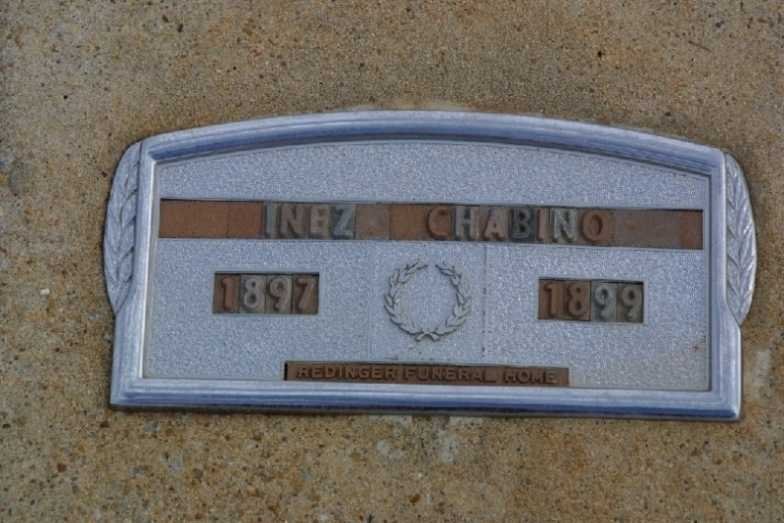 INEZ CHABINO
1897 1899
REDINGER FUNERAL HOME